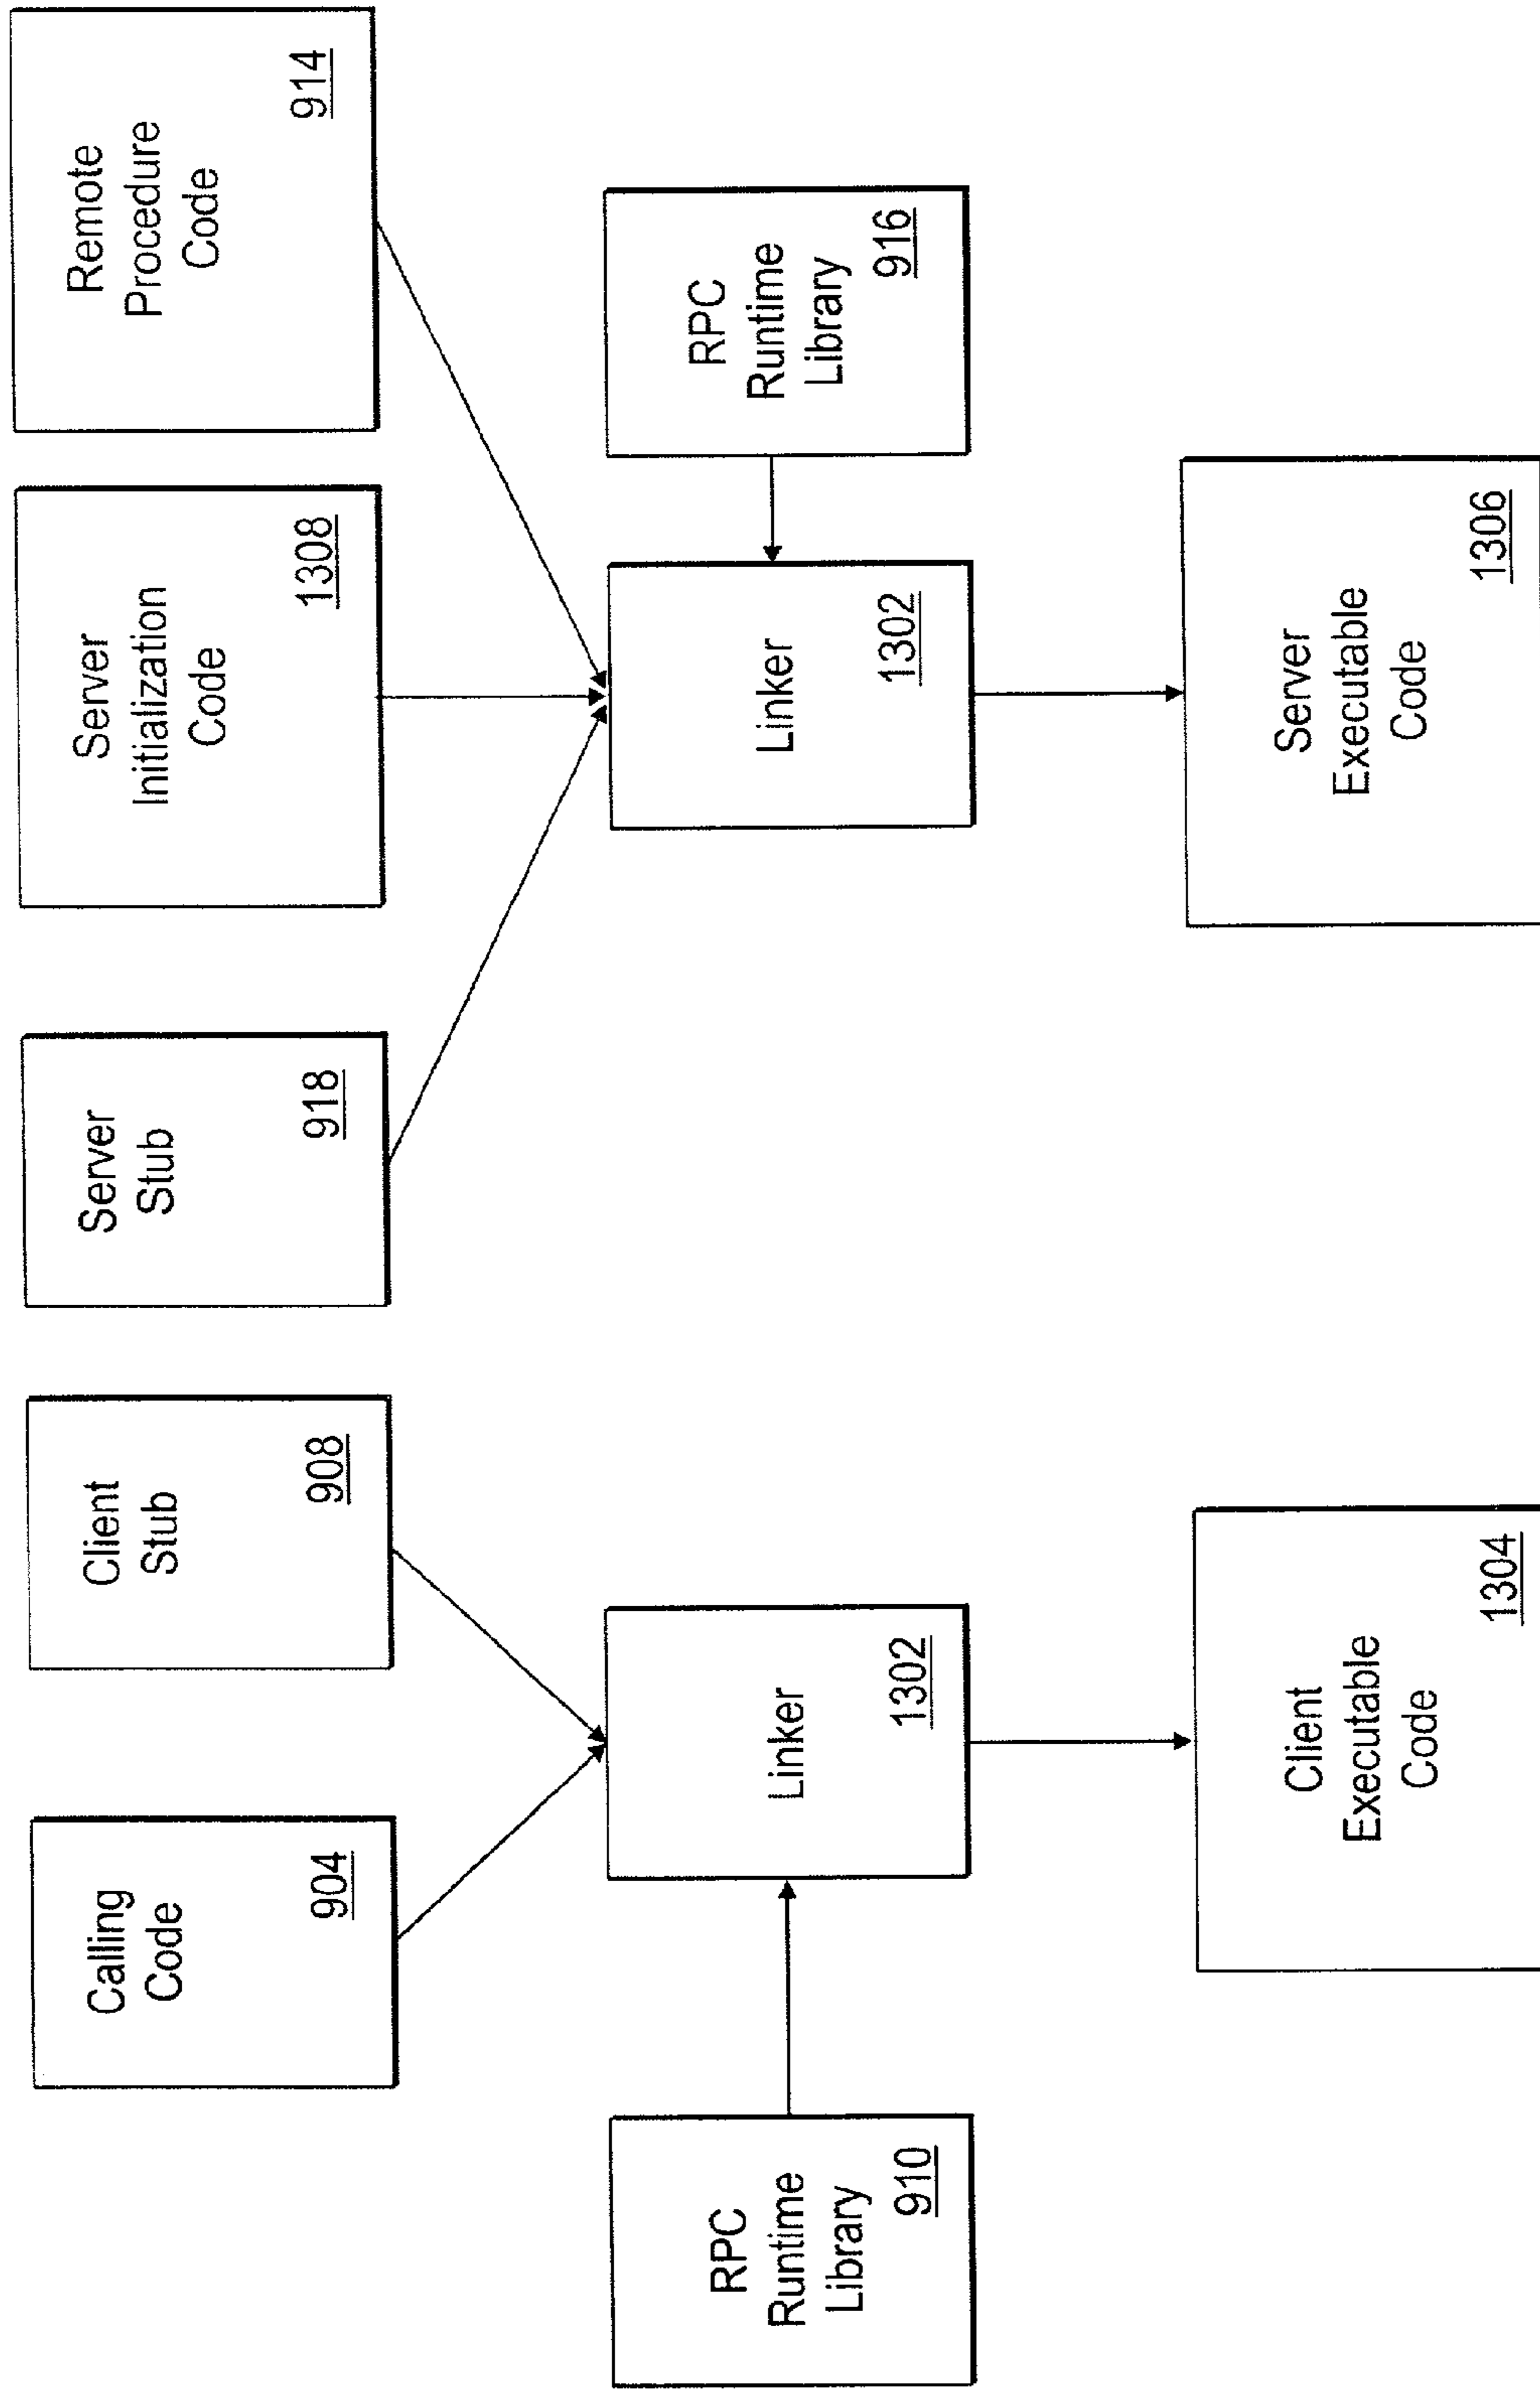 Calling
Code
904
Client
Stub
908
Server
Stub
918
Server
Initialization
Code
1308
Remote
Procedure
Code
914
RPC
Runtime
Library
910
Linker
1302
Linker
1302
RPC
Runtime
Library
916
Client
Executable
Code
1304
Server
Executable
Code
1306